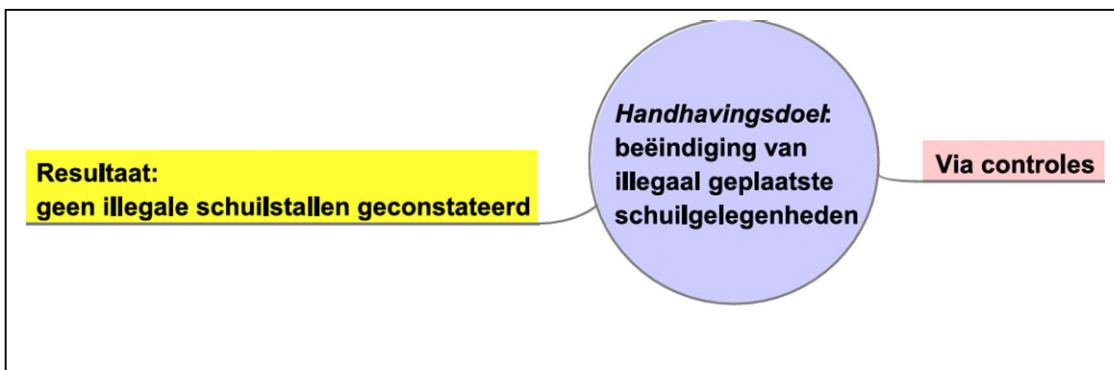 Resultaat:
geen illegale schuilstallen geconstateerd
Handhavingsdoel:
beëindiging van
illegaal geplaatste
schuilgelegenheden
Via controles